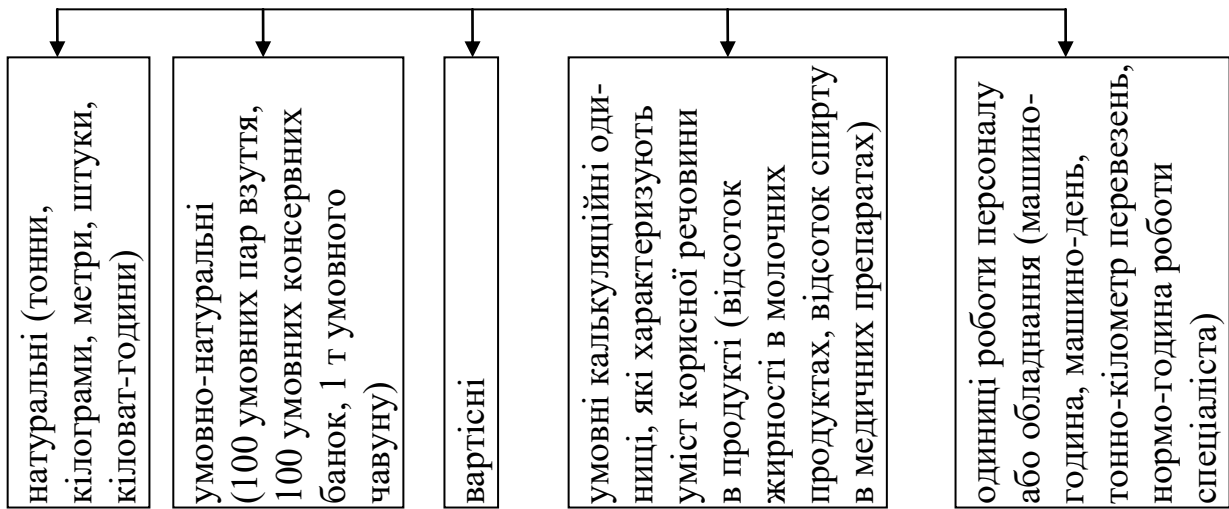 натуральні (тонни,
кілограми, метри, штуки,
кіловат-години)
умовно-натуральні
(100 умовних пар взуття,
100 умовних консервних
банок, 1 т умовного
чавуну)
вартісні
умовні калькуляційні оди-
ниці, які характеризують
уміст корисної речовини
в продукті (відсоток
жирності в молочних
продуктах, відсоток спирту
в медичних препаратах)
одиниці роботи персоналу
або обладнання (машино-
година, машино-день,
тонно-кілометр перевезень,
нормо-година роботи
спеціаліста)